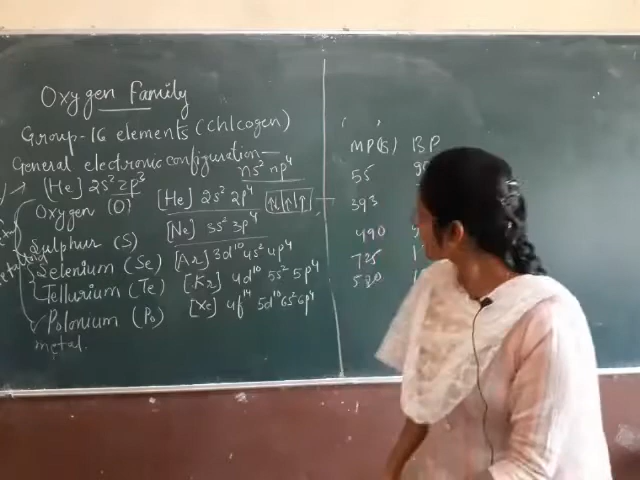 Oxygen Family
Group-16 elements (chlcogen)
General electronic configuration —
ns² np⁴
[He] 2s² 2p³
Oxygen (O) [He] 2s² 2p⁴
Sulphur (S) [Ne] 3s² 3p⁴
Selenium (Se) [Ar] 3d¹⁰ 4s² 4p⁴
Tellurium (Te) [Kr] 4d¹⁰ 5s² 5p⁴
Polonium (Po) [Xe] 4f¹⁴ 5d¹⁰ 6s² 6p⁴
metal.
MP(K) BP
55
393
490
725
520